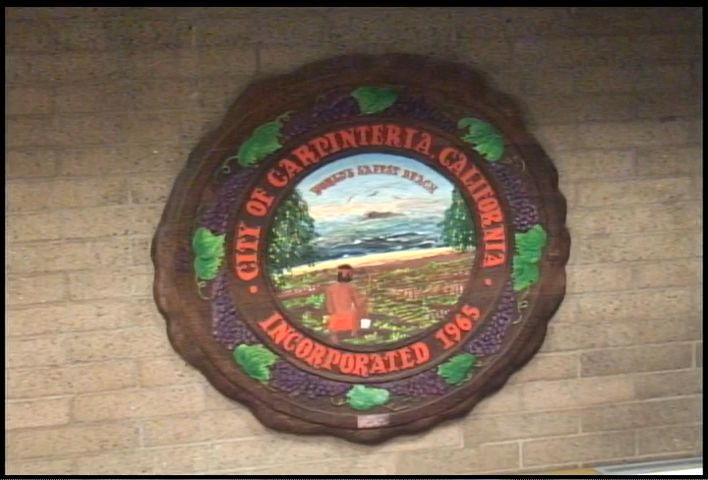 CITY OF CARPINTERIA, CALIFORNIA
WORLD'S SAFEST BEACH
INCORPORATED 1965